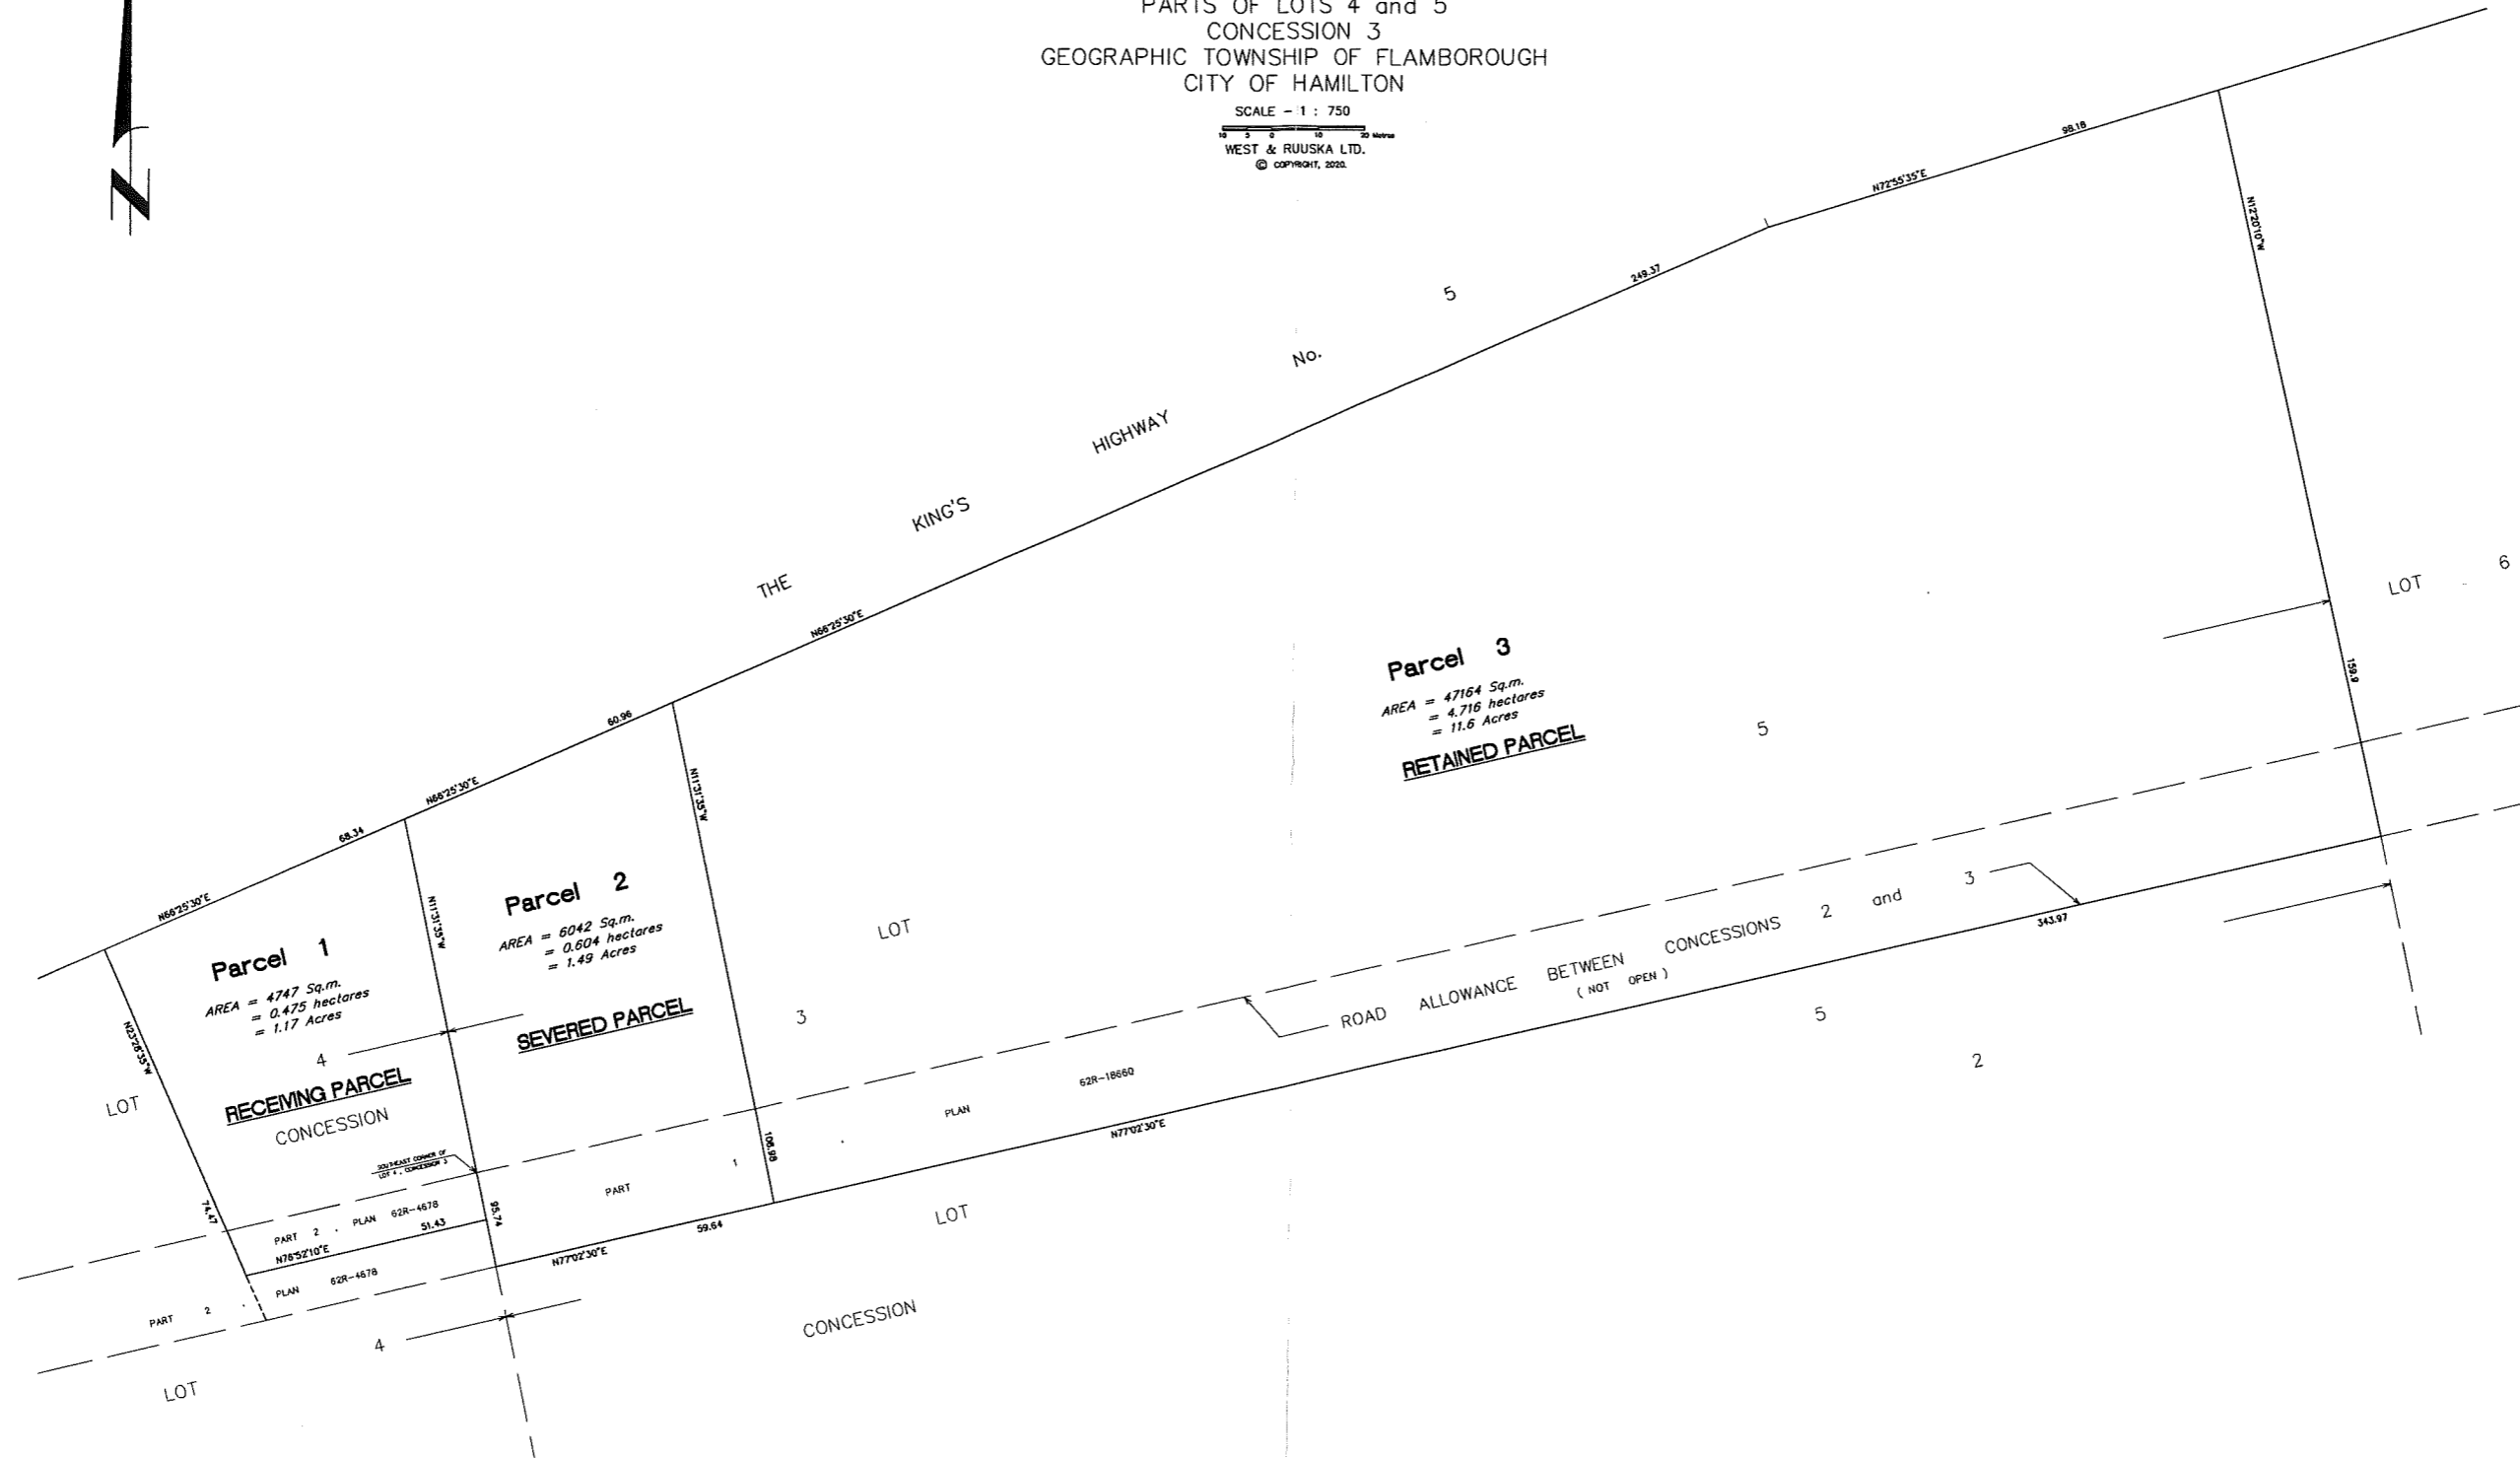 PARTS OF LOTS 4 and 5
CONCESSION 3
GEOGRAPHIC TOWNSHIP OF FLAMBOROUGH
CITY OF HAMILTON
SCALE - 1 : 750
10 5 0 10 20 Metres
WEST & RUUSKA LTD.
© COPYRIGHT, 2020.
N
98.18
N72°55'35"E
N12°20'10"W
249.37
5
No.
HIGHWAY
KING'S
THE
N66°25'30"E
LOT 6
159.9
Parcel 3
AREA = 47164 Sq.m.
= 4.716 hectares
= 11.6 Acres
RETAINED PARCEL
5
60.96
N66°25'30"E
N11°31'35"W
68.34
N66°25'30"E
N11°31'35"W
Parcel 2
AREA = 6042 Sq.m.
= 0.604 hectares
= 1.49 Acres
SEVERED PARCEL
Parcel 1
AREA = 4747 Sq.m.
= 0.475 hectares
= 1.17 Acres
4
RECEIVING PARCEL
CONCESSION
LOT
N23°28'35"W
LOT
3
ROAD ALLOWANCE BETWEEN CONCESSIONS 2 and 3
( NOT OPEN )
343.97
5
2
PLAN 62R-18660
N77°02'30"E
106.98
SOUTHEAST CORNER OF
LOT 4 , CONCESSION 3
74.47
95.74
PART 1
PART 2 , PLAN 62R-4678
51.43
N76°52'10"E
PART 2 , PLAN 62R-4678
59.64
N77°02'30"E
LOT
CONCESSION
4
LOT